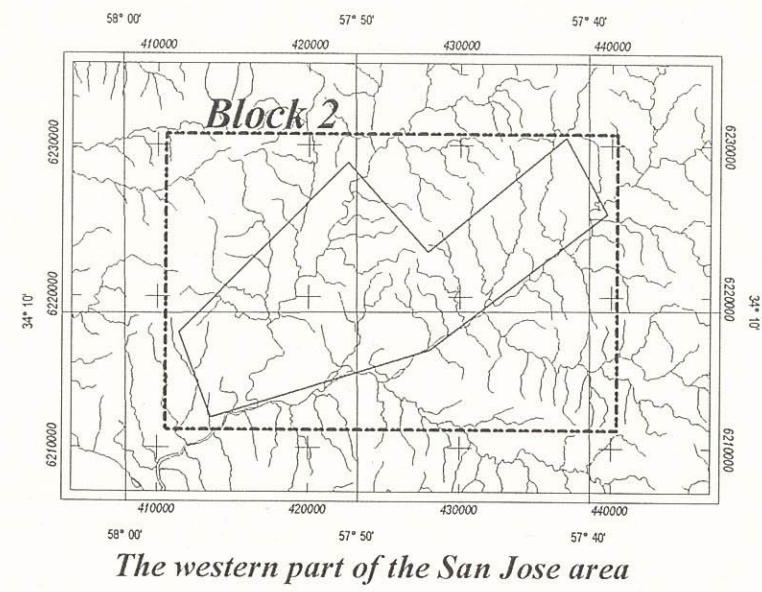 58° 00' 57° 50' 57° 40'
410000 420000 430000 440000
Block 2
6230000 6230000
6220000 6220000
34° 10' 34° 10'
6210000 6210000
410000 420000 430000 440000
58° 00' 57° 50' 57° 40'
The western part of the San Jose area